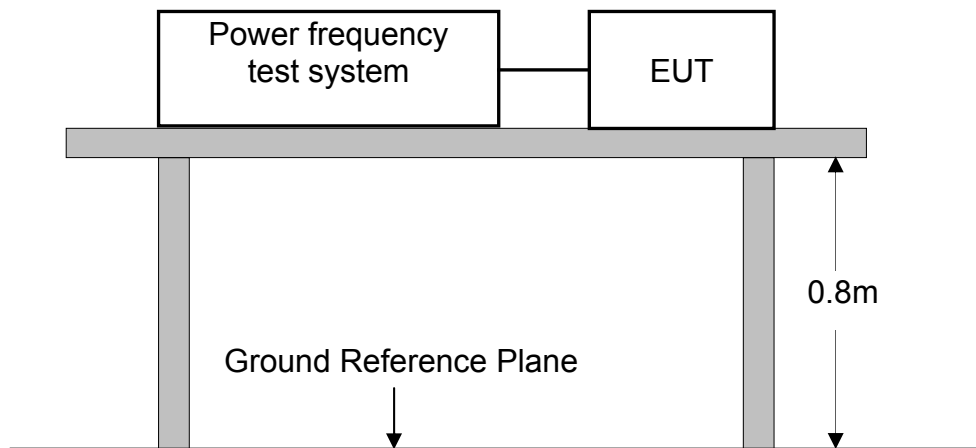 Power frequency
test system
EUT
0.8m
Ground Reference Plane